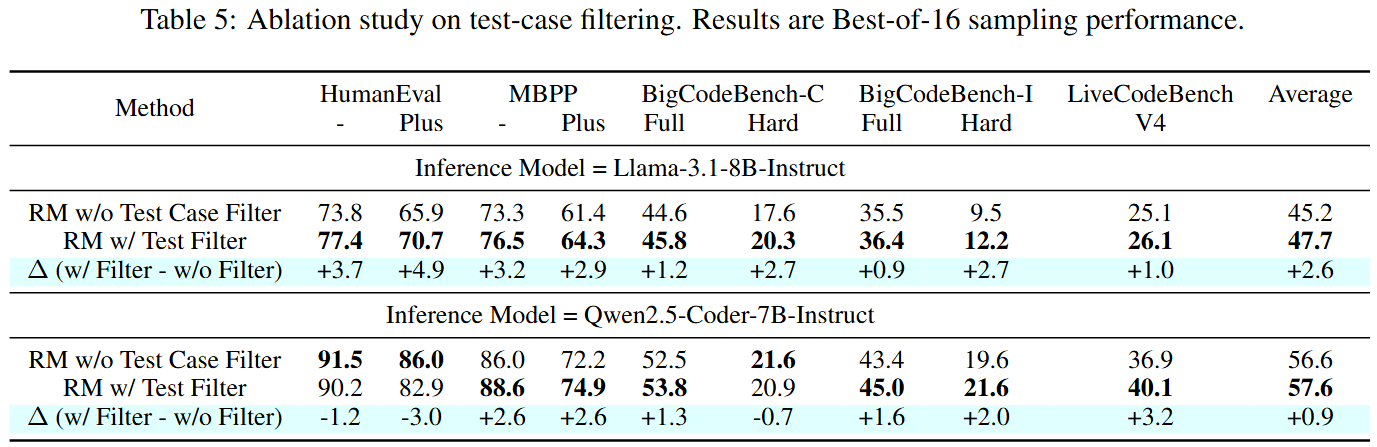 Table 5: Ablation study on test-case filtering. Results are Best-of-16 sampling performance.
Method HumanEval MBPP BigCodeBench-C BigCodeBench-I LiveCodeBench Average
- Plus - Plus Full Hard Full Hard V4
Inference Model = Llama-3.1-8B-Instruct
RM w/o Test Case Filter 73.8 65.9 73.3 61.4 44.6 17.6 35.5 9.5 25.1 45.2
RM w/ Test Filter 77.4 70.7 76.5 64.3 45.8 20.3 36.4 12.2 26.1 47.7
Δ (w/ Filter - w/o Filter) +3.7 +4.9 +3.2 +2.9 +1.2 +2.7 +0.9 +2.7 +1.0 +2.6
Inference Model = Qwen2.5-Coder-7B-Instruct
RM w/o Test Case Filter 91.5 86.0 86.0 72.2 52.5 21.6 43.4 19.6 36.9 56.6
RM w/ Test Filter 90.2 82.9 88.6 74.9 53.8 20.9 45.0 21.6 40.1 57.6
Δ (w/ Filter - w/o Filter) -1.2 -3.0 +2.6 +2.6 +1.3 -0.7 +1.6 +2.0 +3.2 +0.9